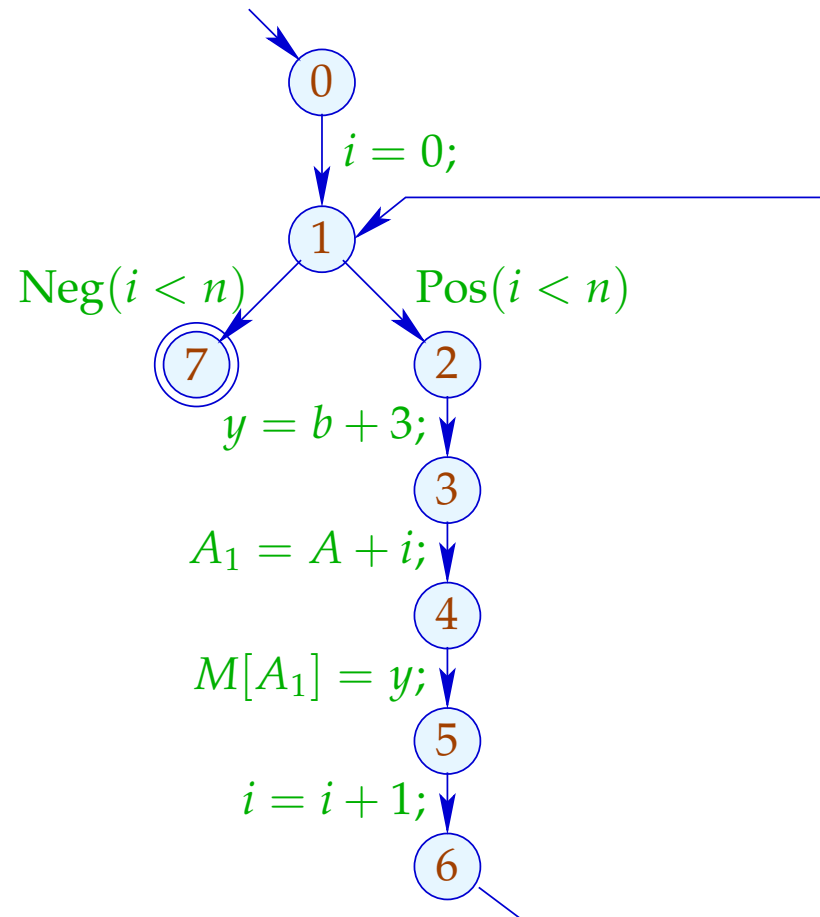 0
i = 0;
1
Neg(i < n) Pos(i < n)
7 2
y = b + 3;
3
A₁ = A + i;
4
M[A₁] = y;
5
i = i + 1;
6